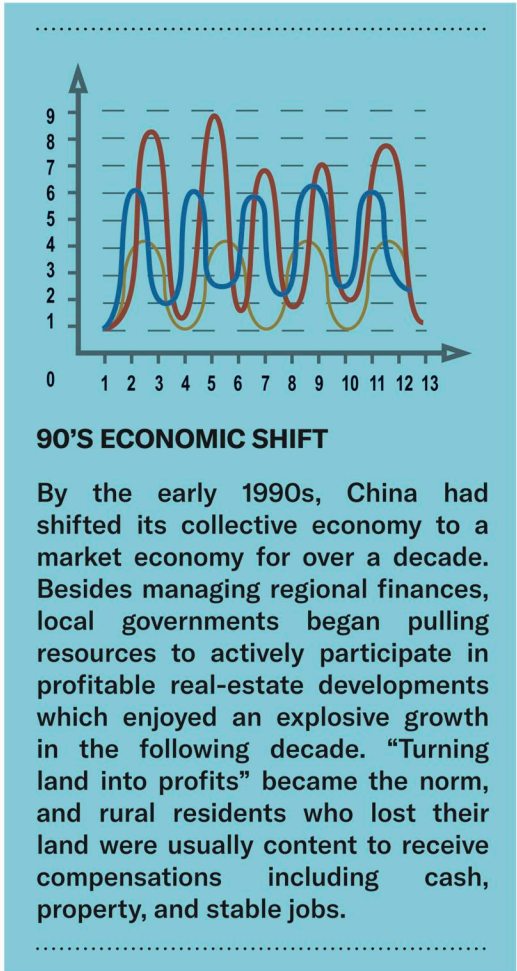 9
8
7
6
5
4
3
2
1
0
1 2 3 4 5 6 7 8 9 10 11 12 13
90'S ECONOMIC SHIFT
By the early 1990s, China had
shifted its collective economy to a
market economy for over a decade.
Besides managing regional finances,
local governments began pulling
resources to actively participate in
profitable real-estate developments
which enjoyed an explosive growth
in the following decade. “Turning
land into profits” became the norm,
and rural residents who lost their
land were usually content to receive
compensations including cash,
property, and stable jobs.